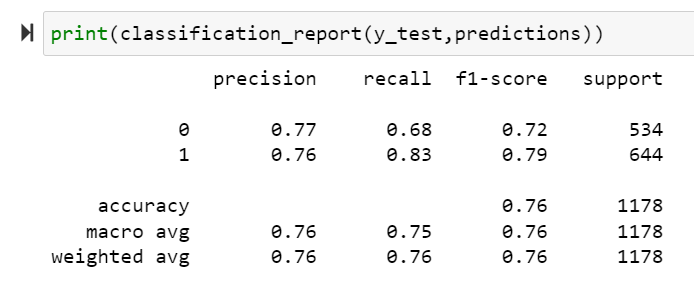 print(classification_report(y_test,predictions))
precision recall f1-score support
0 0.77 0.68 0.72 534
1 0.76 0.83 0.79 644
accuracy 0.76 1178
macro avg 0.76 0.75 0.76 1178
weighted avg 0.76 0.76 0.76 1178